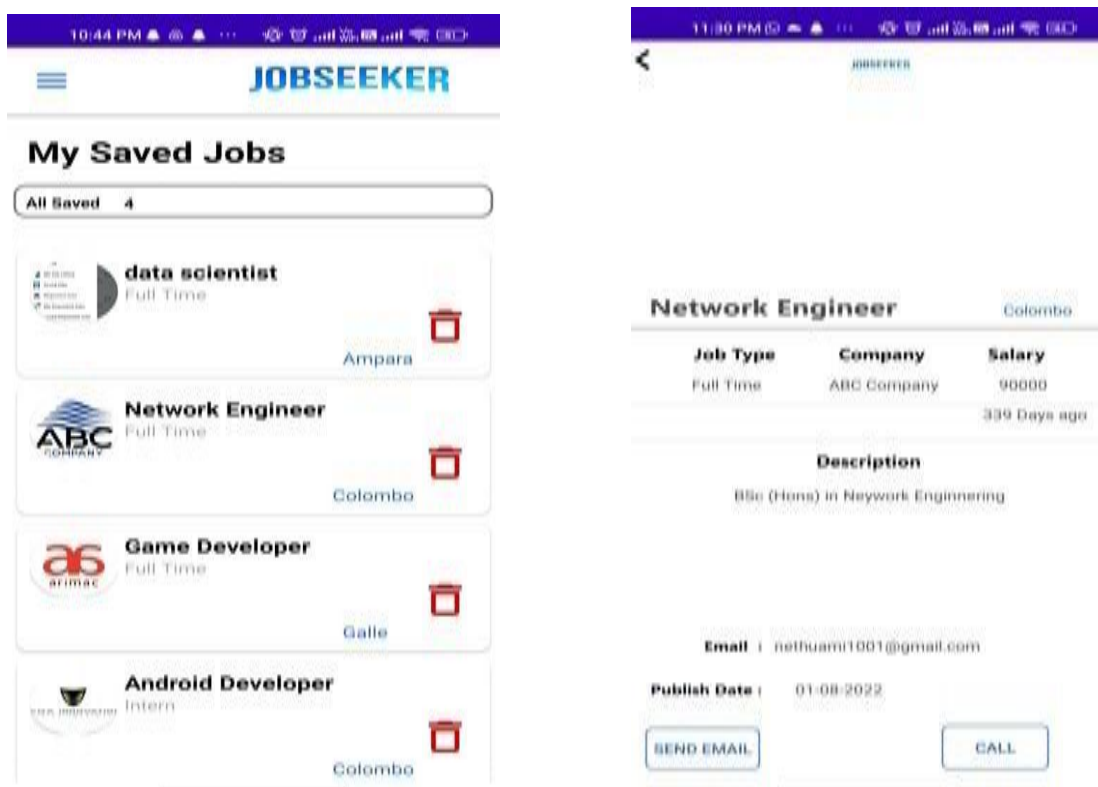 10:44 PM
JOBSEEKER
My Saved Jobs
All Saved 4
data scientist
Full Time
Ampara
ABC
COMPANY
Network Engineer
Full Time
Colombo
arimac
Game Developer
Full Time
Galle
Android Developer
Intern
Colombo
11:30 PM
JOBSEEKER
Network Engineer
Colombo
Job Type Company Salary
Full Time ABC Company 90000
339 Days ago
Description
BSc (Hons) in Neywork Enginnering
Email : nethuami1001@gmail.com
Publish Date : 01-08-2022
SEND EMAIL CALL